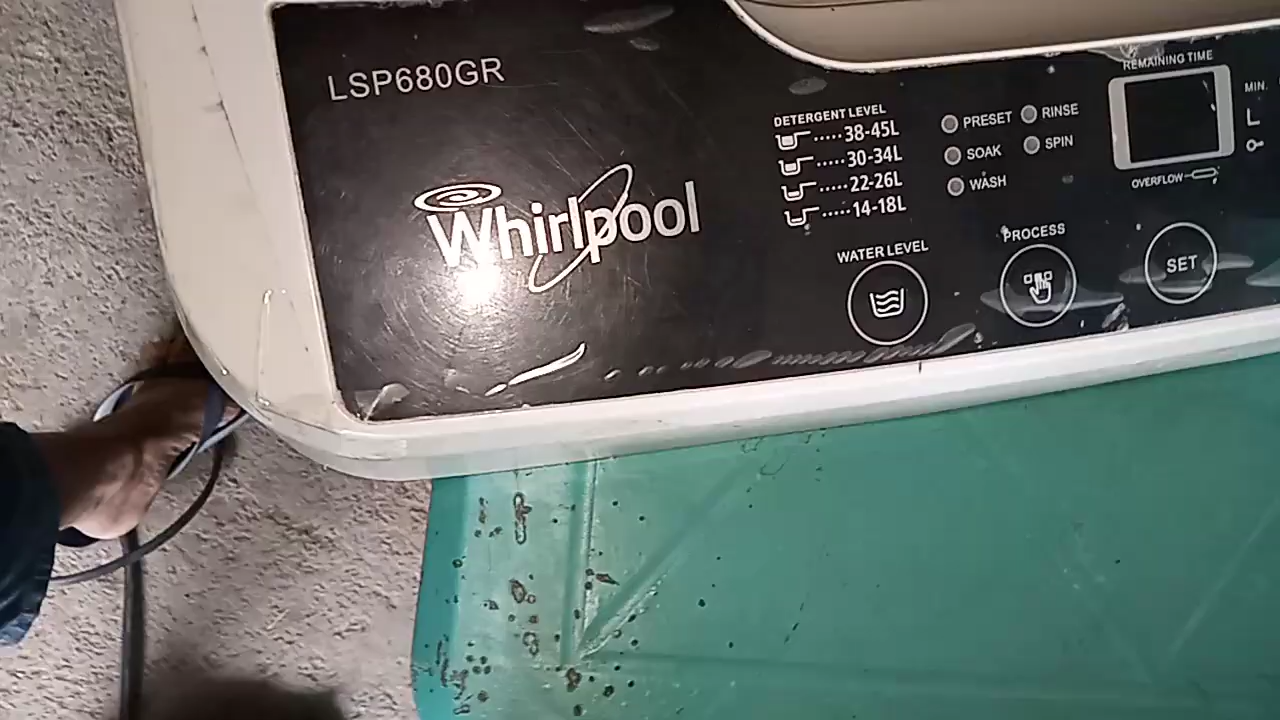 LSP680GR
Whirlpool
DETERGENT LEVEL
38-45L
30-34L
22-26L
14-18L
PRESET
SOAK
WASH
RINSE
SPIN
REMAINING TIME
MIN.
L
OVERFLOW
WATER LEVEL
PROCESS
SET